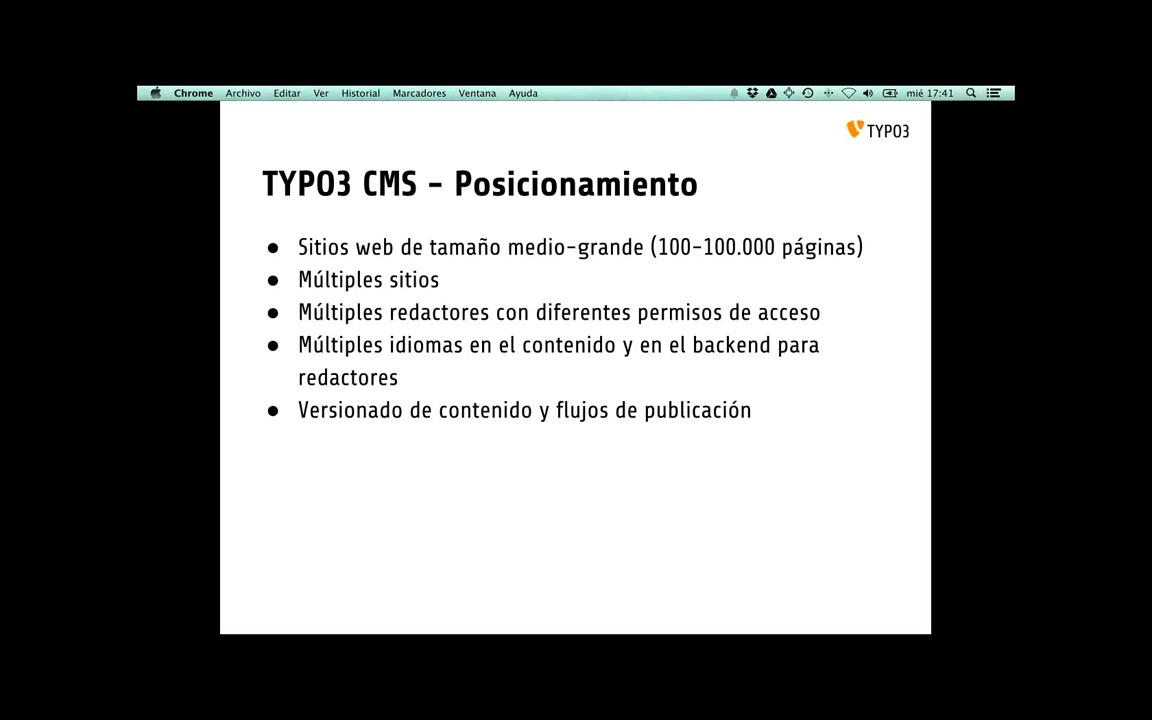 Chrome Archivo Editar Ver Historial Marcadores Ventana Ayuda mié 17:41
TYPO3
TYPO3 CMS - Posicionamiento
● Sitios web de tamaño medio-grande (100-100.000 páginas)
● Múltiples sitios
● Múltiples redactores con diferentes permisos de acceso
● Múltiples idiomas en el contenido y en el backend para
redactores
● Versionado de contenido y flujos de publicación